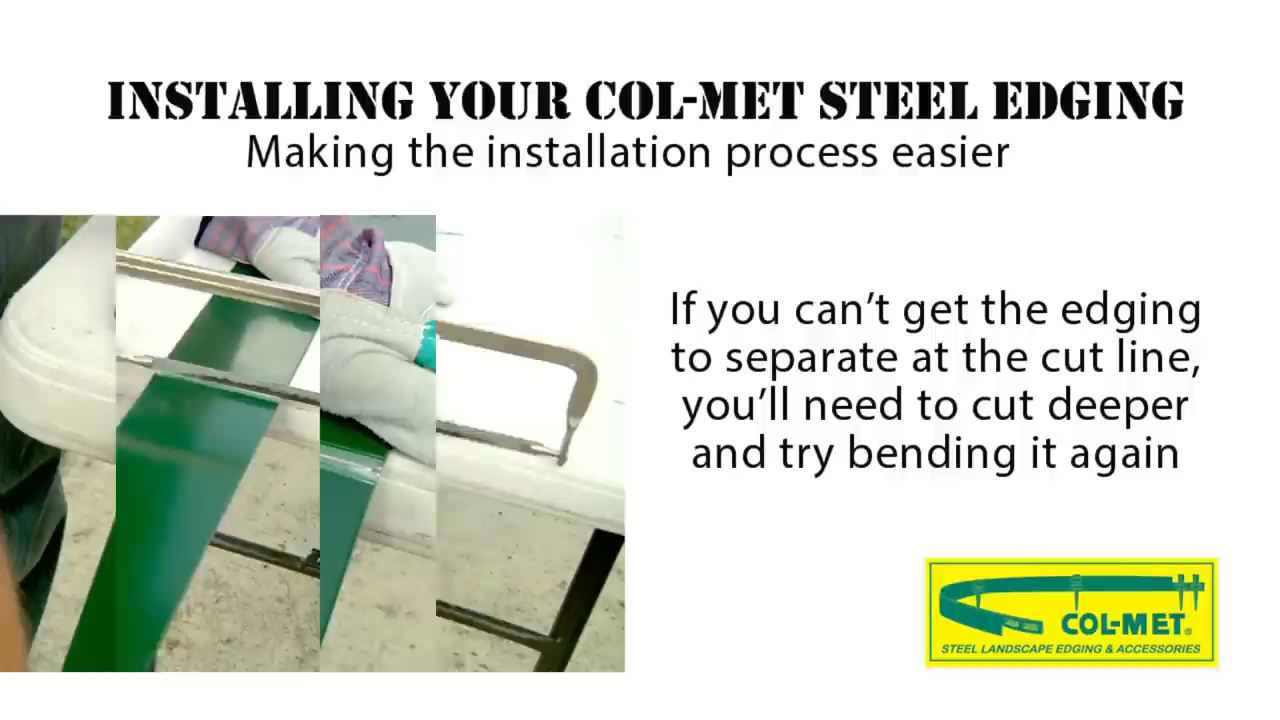 INSTALLING YOUR COL-MET STEEL EDGING
Making the installation process easier
If you can't get the edging
to separate at the cut line,
you'll need to cut deeper
and try bending it again
COL-MET®
STEEL LANDSCAPE EDGING & ACCESSORIES